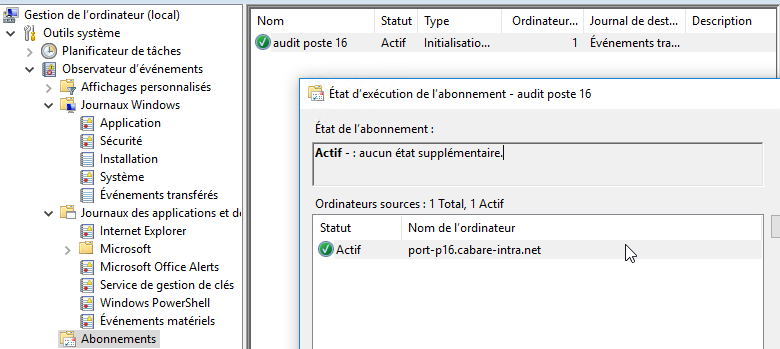 Gestion de l'ordinateur (local)
Outils système
Planificateur de tâches
Observateur d'événements
Affichages personnalisés
Journaux Windows
Application
Sécurité
Installation
Système
Événements transférés
Journaux des applications et de
Internet Explorer
Microsoft
Microsoft Office Alerts
Service de gestion de clés
Windows PowerShell
Événements matériels
Abonnements
Nom Statut Type Ordinateur... Journal de dest... Description
audit poste 16 Actif Initialisatio... 1 Événements tra...
État d'exécution de l'abonnement - audit poste 16
État de l'abonnement :
Actif - : aucun état supplémentaire.
Ordinateurs sources : 1 Total, 1 Actif
Statut Nom de l'ordinateur
Actif port-p16.cabare-intra.net